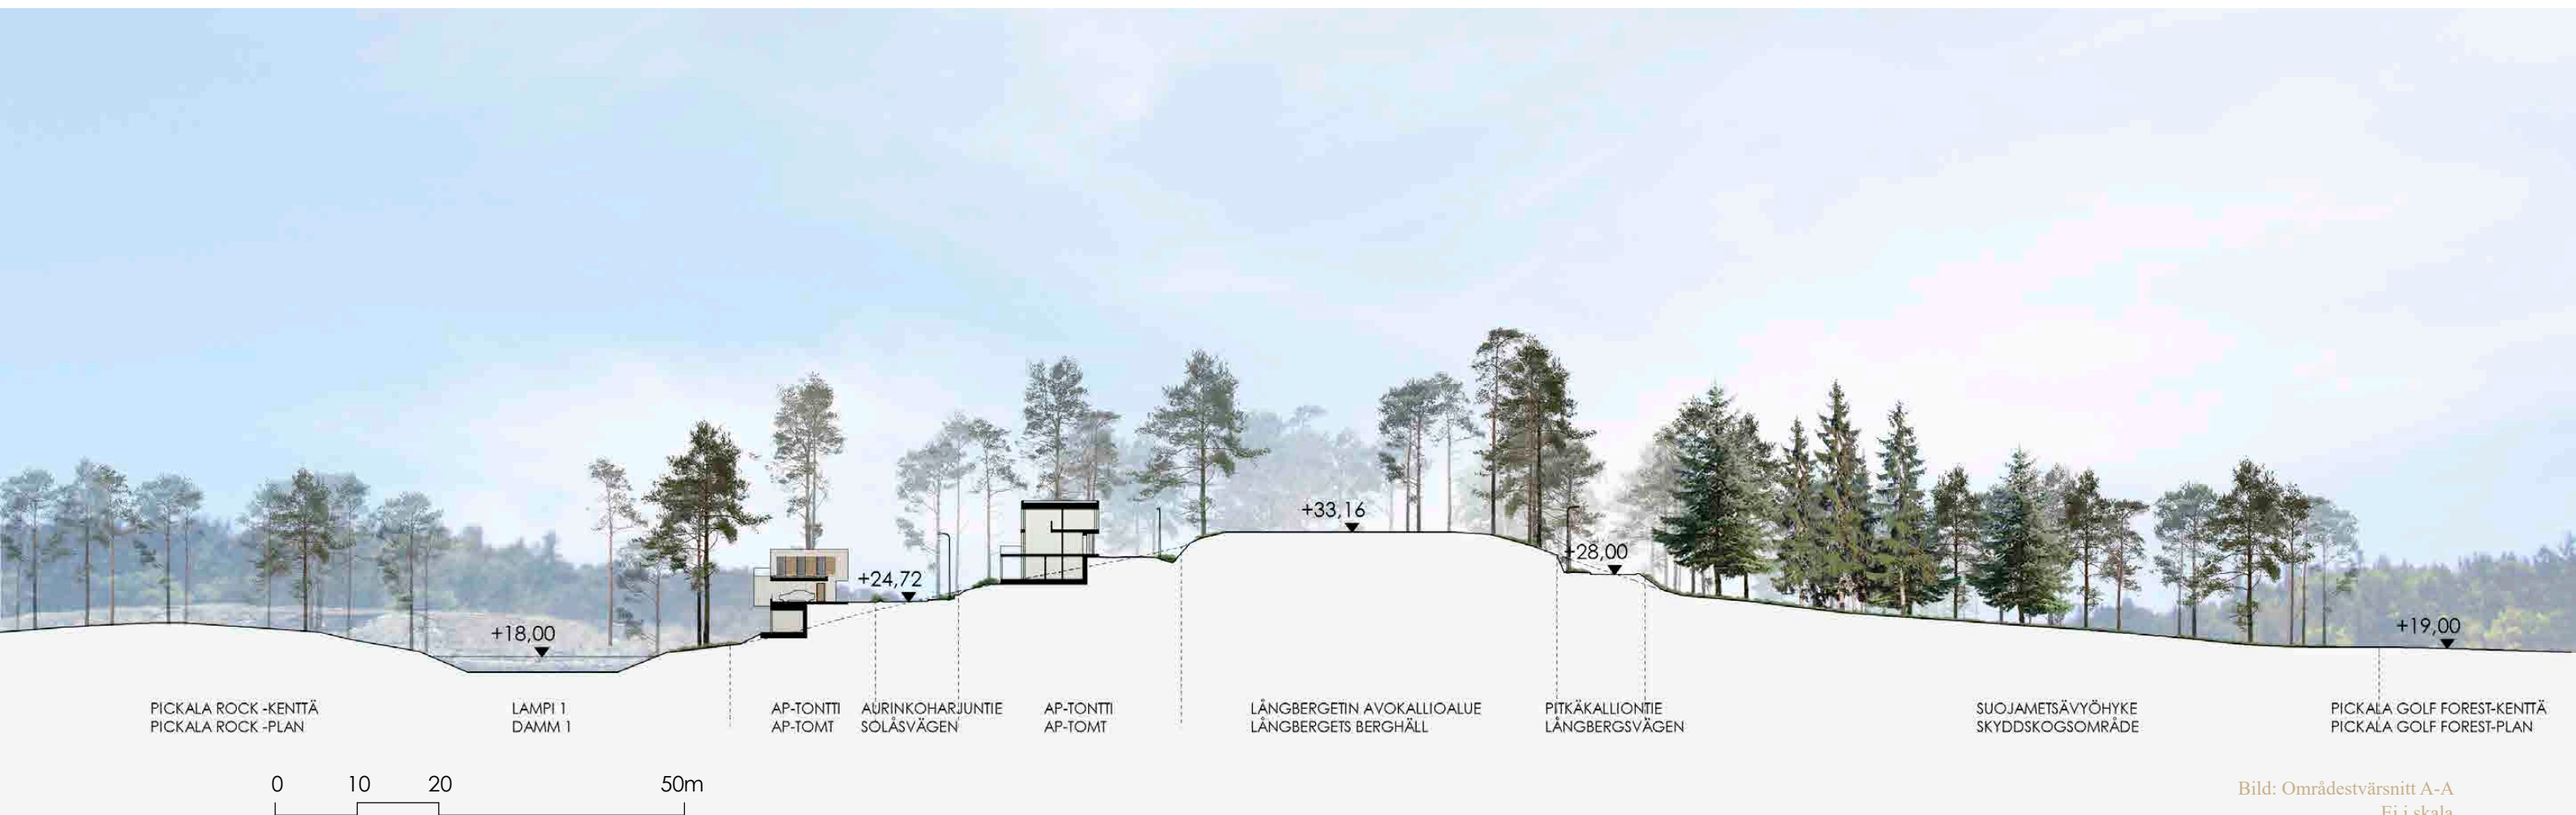 +33,16
+28,00
+24,72
+18,00
+19,00
PICKALA ROCK -KENTTÄ
PICKALA ROCK -PLAN
LAMPI 1
DAMM 1
AP-TONTTI
AP-TOMT
AURINKOHARJUNTIE
SOLÅSVÄGEN
AP-TONTTI
AP-TOMT
LÅNGBERGETIN AVOKALLIOALUE
LÅNGBERGETS BERGHÄLL
PITKÄKALLIONTIE
LÅNGBERGSVÄGEN
SUOJAMETSÄVYÖHYKE
SKYDDSKOGSOMRÅDE
PICKALA GOLF FOREST-KENTTÄ
PICKALA GOLF FOREST-PLAN
0 10 20 50m
Bild: Områdestvärsnitt A-A
Ej i skala